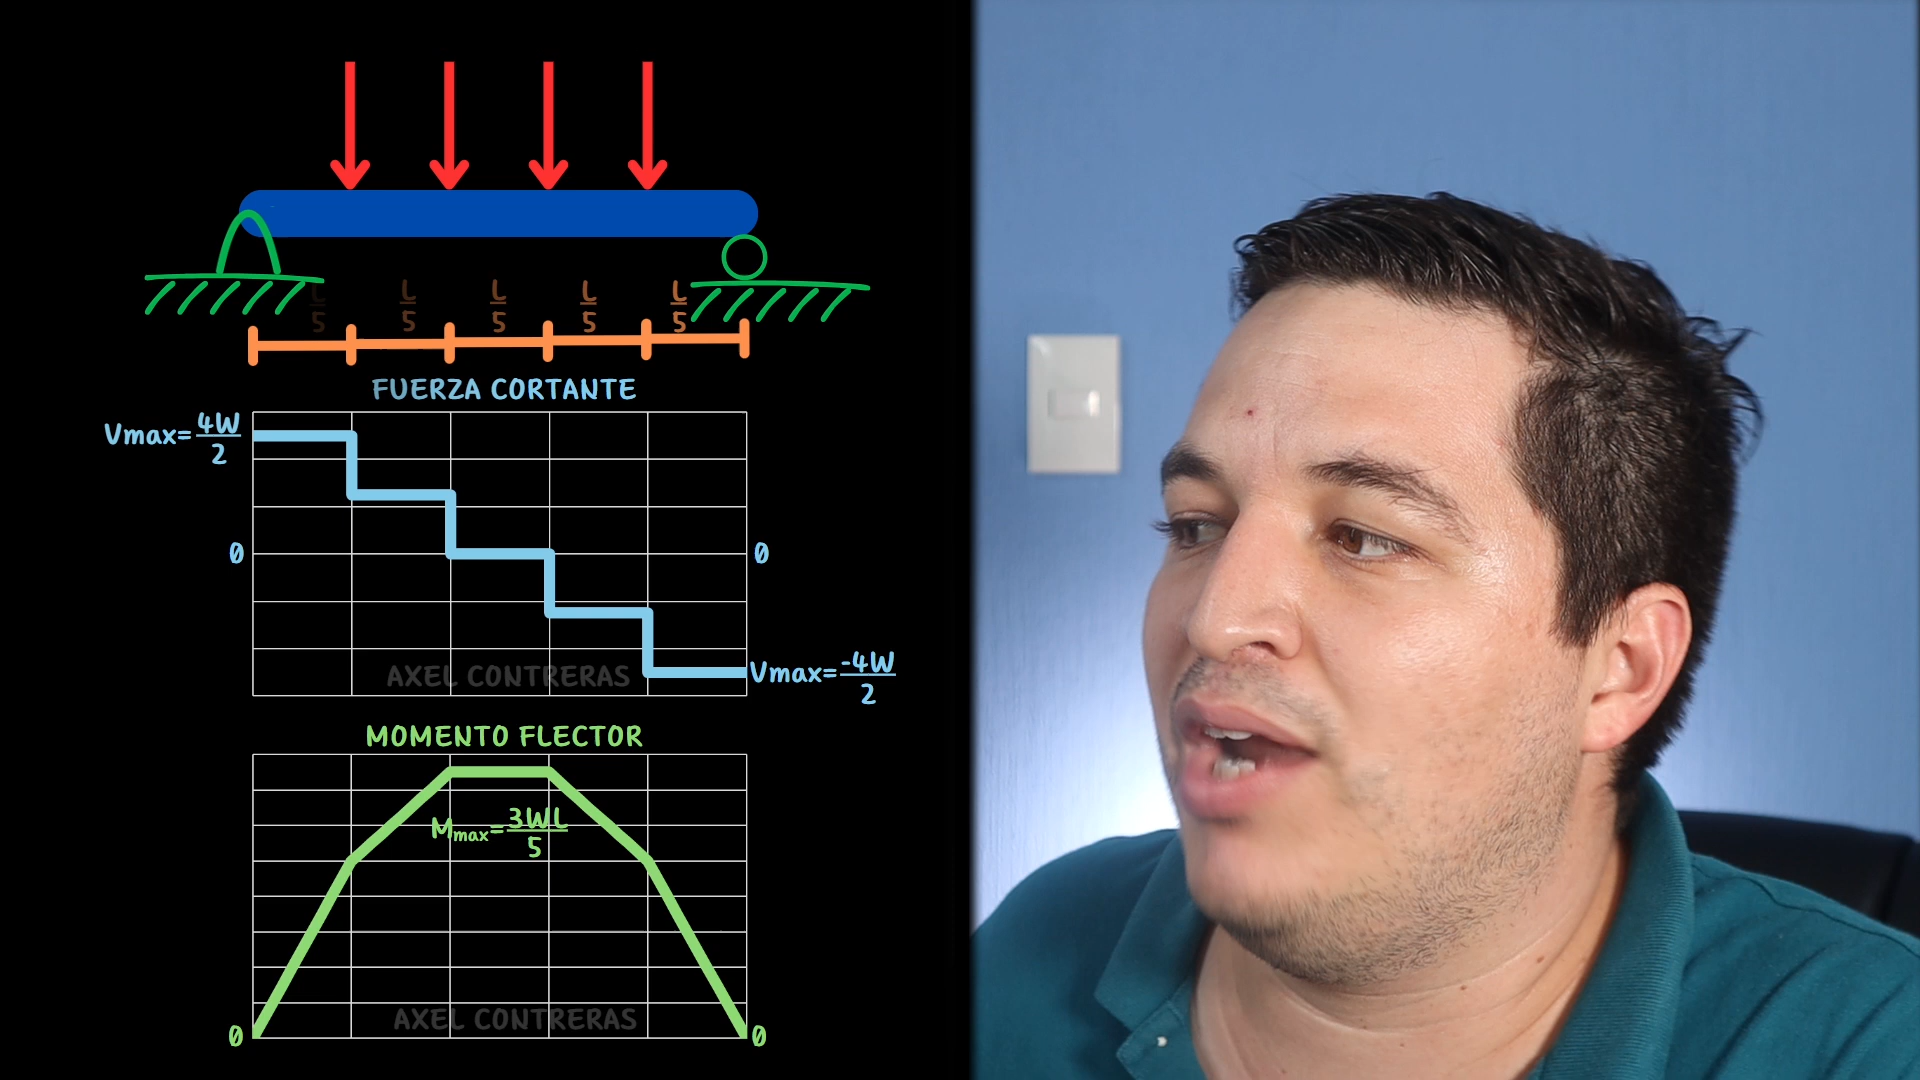 L/5 L/5 L/5 L/5 L/5
FUERZA CORTANTE
Vmax=4W/2
0 0
AXEL CONTRERAS
Vmax=-4W/2
MOMENTO FLECTOR
Mmax=3WL/5
AXEL CONTRERAS
0 0